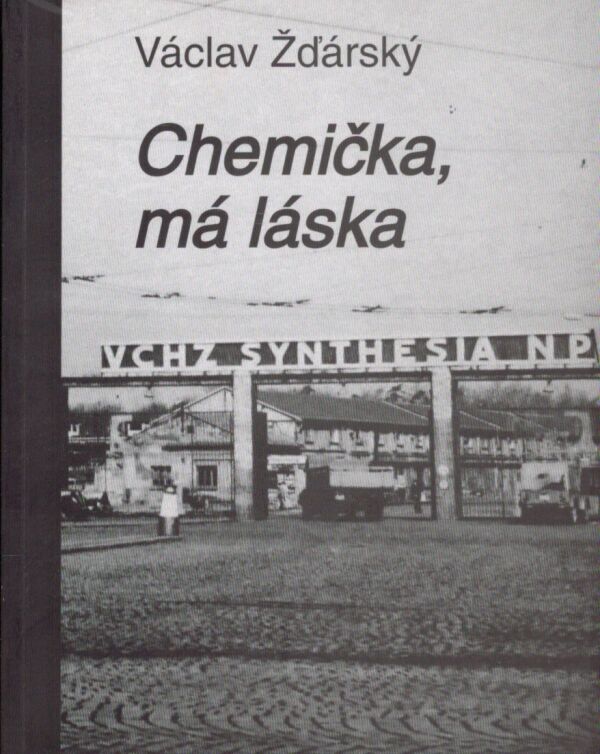 Václav Žďárský
Chemička,
má láska
VCHZ SYNTHESIA NP